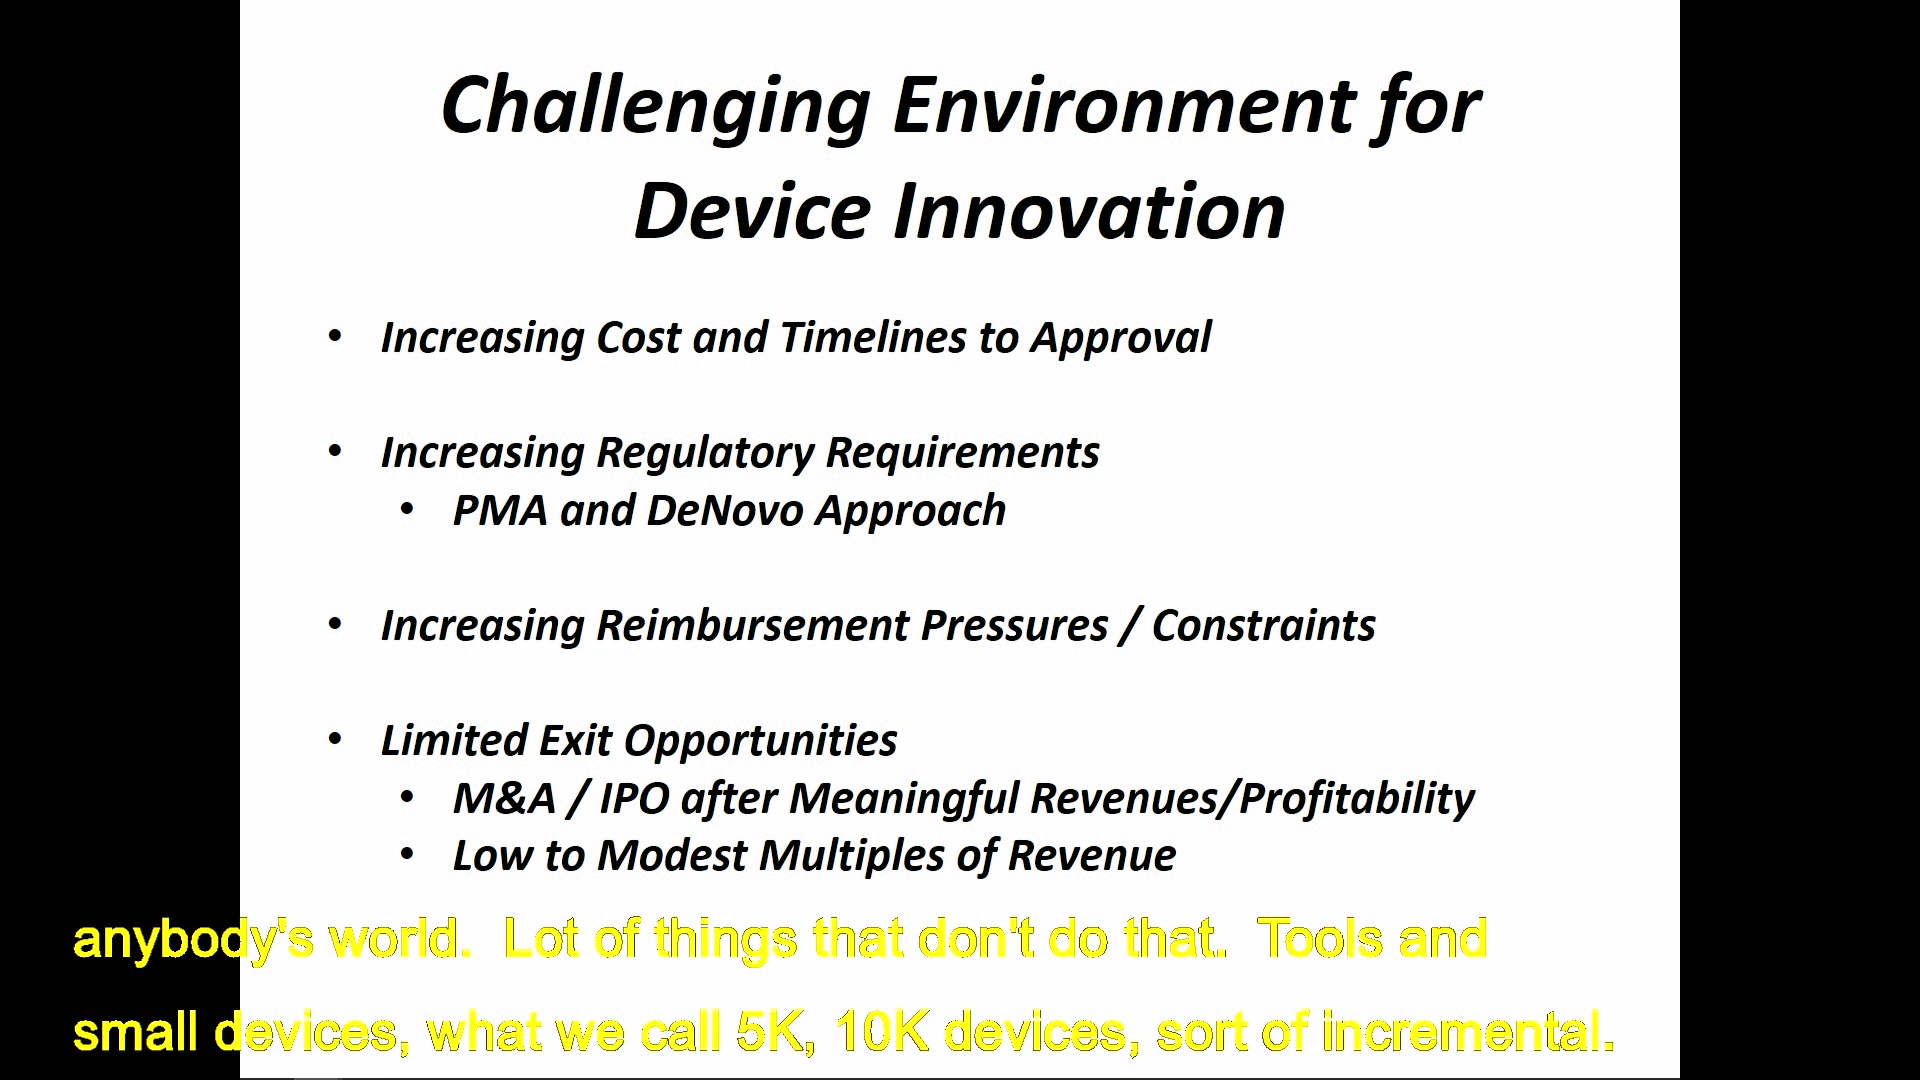 Challenging Environment for
Device Innovation
• Increasing Cost and Timelines to Approval
• Increasing Regulatory Requirements
• PMA and DeNovo Approach
• Increasing Reimbursement Pressures / Constraints
• Limited Exit Opportunities
• M&A / IPO after Meaningful Revenues/Profitability
• Low to Modest Multiples of Revenue
anybody's world.  Lot of things that don't do that.  Tools and
small devices, what we call 5K, 10K devices, sort of incremental.